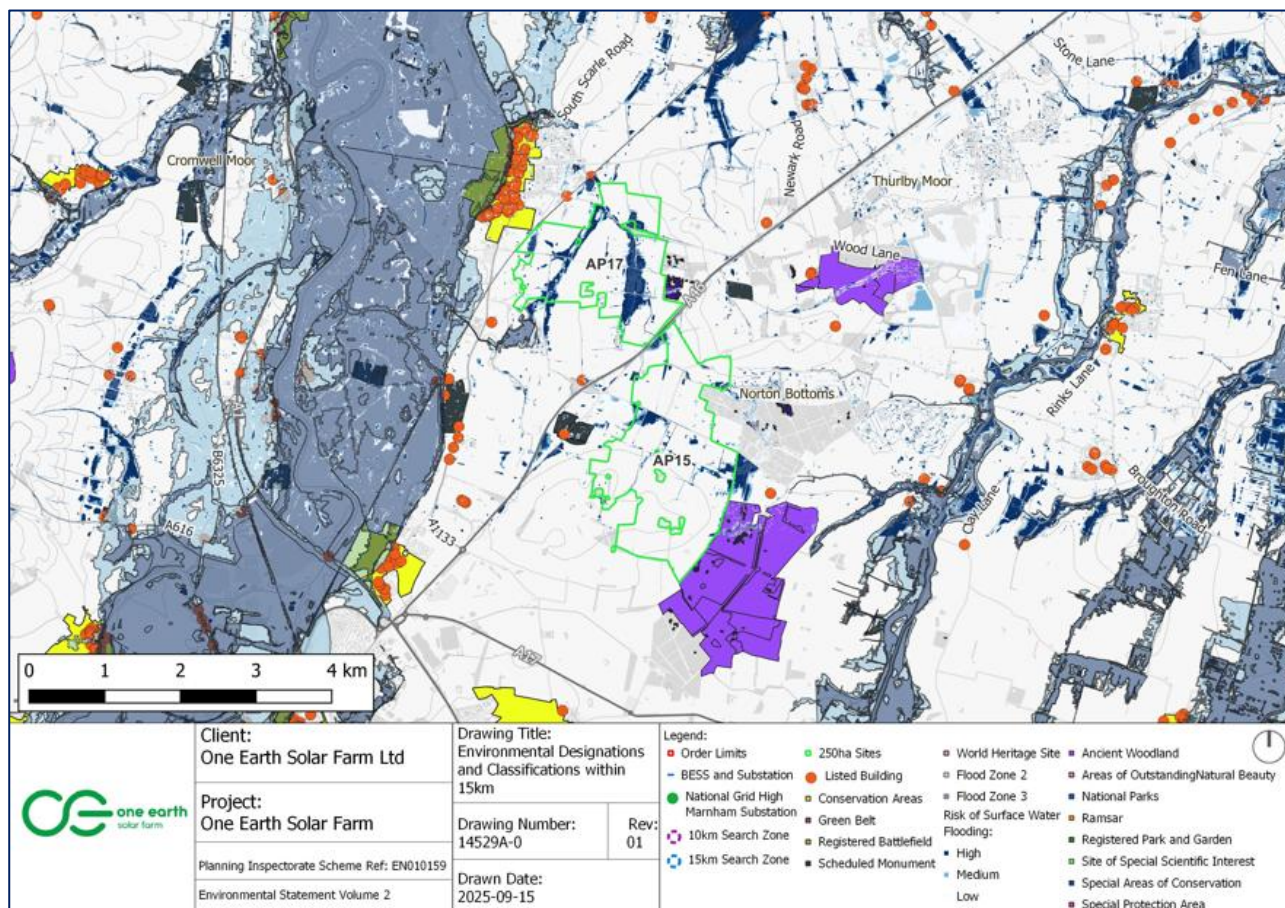 South Scarle Road
Stone Lane
Cromwell Moor
Newark Road
Thurlby Moor
Wood Lane
Fen Lane
AP17
A46
Rinks Lane
Norton Bottoms
B6325
AP15
Clay Lane
Broughton Road
A616
A1133
A17
0 1 2 3 4 km
Client:
One Earth Solar Farm Ltd
Project:
One Earth Solar Farm
Planning Inspectorate Scheme Ref: EN010159
Environmental Statement Volume 2
one earth
solar farm
Drawing Title:
Environmental Designations
and Classifications within
15km
Drawing Number:
14529A-0
Rev:
01
Drawn Date:
2025-09-15
Legend:
Order Limits
BESS and Substation
National Grid High
Marnham Substation
10km Search Zone
15km Search Zone
250ha Sites
Listed Building
Conservation Areas
Green Belt
Registered Battlefield
Scheduled Monument
World Heritage Site
Flood Zone 2
Flood Zone 3
Risk of Surface Water
Flooding:
High
Medium
Low
Ancient Woodland
Areas of OutstandingNatural Beauty
National Parks
Ramsar
Registered Park and Garden
Site of Special Scientific Interest
Special Areas of Conservation
Special Protection Area